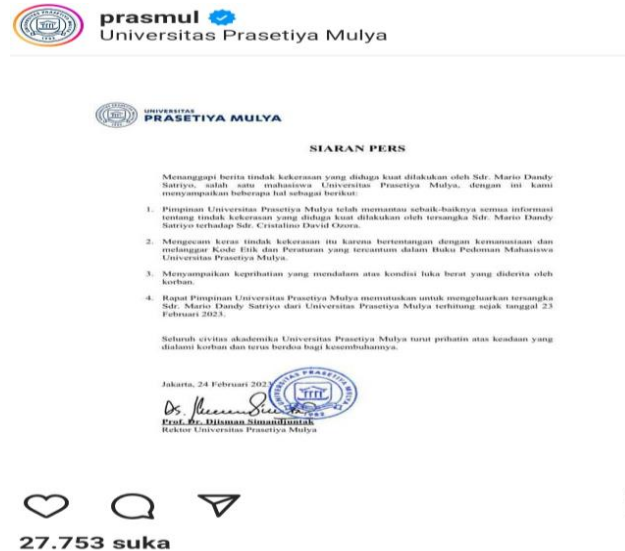 prasmul
Universitas Prasetiya Mulya
UNIVERSITAS
PRASETIYA MULYA
SIARAN PERS
Menanggapi berita tindak kekerasan yang diduga kuat dilakukan oleh Sdr. Mario Dandy
Satriyo, salah satu mahasiswa Universitas Prasetiya Mulya, dengan ini kami
menyampaikan beberapa hal sebagai berikut:
1. Pimpinan Universitas Prasetiya Mulya telah memantau sebaik-baiknya semua informasi
tentang tindak kekerasan yang diduga kuat dilakukan oleh tersangka Sdr. Mario Dandy
Satriyo terhadap Sdr. Cristalino David Ozora.
2. Mengecam keras tindak kekerasan itu karena bertentangan dengan kemanusiaan dan
melanggar Kode Etik dan Peraturan yang tercantum dalam Buku Pedoman Mahasiswa
Universitas Prasetiya Mulya.
3. Menyampaikan keprihatian yang mendalam atas kondisi luka berat yang diderita oleh
korban.
4. Rapat Pimpinan Universitas Prasetiya Mulya memutuskan untuk mengeluarkan tersangka
Sdr. Mario Dandy Satriyo dari Universitas Prasetiya Mulya terhitung sejak tanggal 23
Februari 2023.
Seluruh civitas akademika Universitas Prasetiya Mulya turut prihatin atas keadaan yang
dialami korban dan terus berdoa bagi kesembuhannya.
Jakarta, 24 Februari 2023
Prof. Dr. Djisman Simandjuntak
Rektor Universitas Prasetiya Mulya
27.753 suka